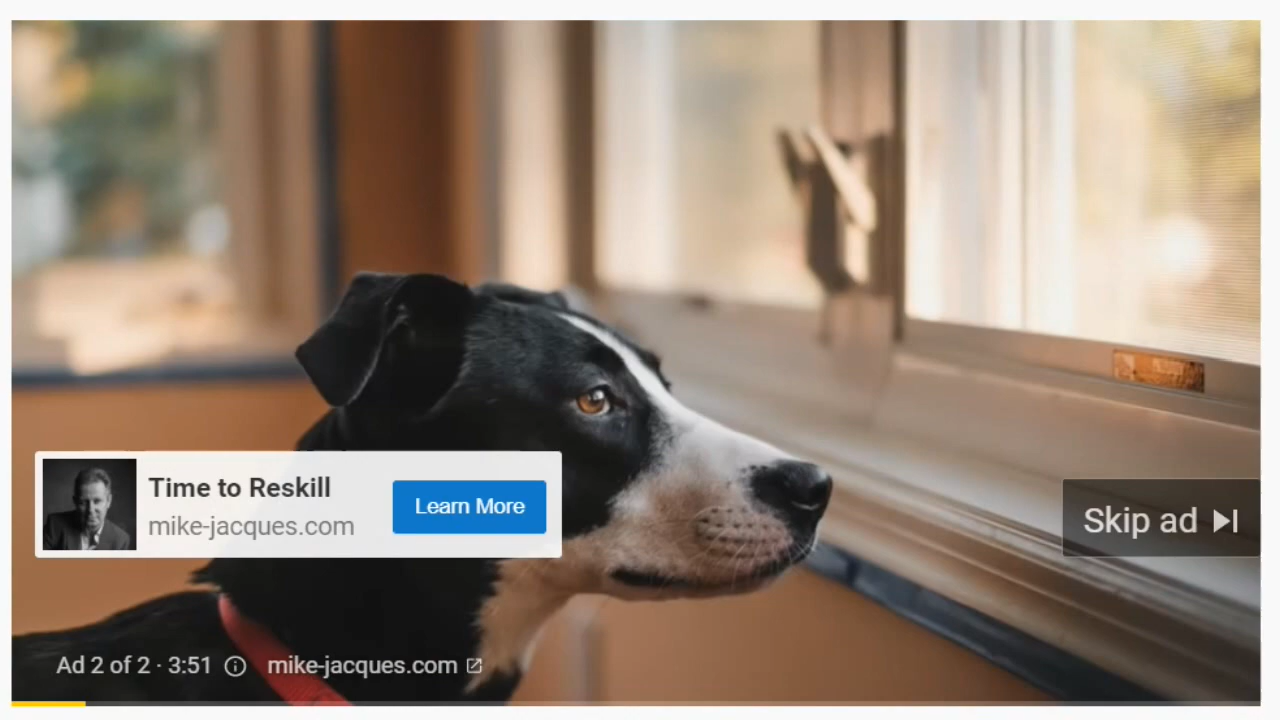 Time to Reskill
mike-jacques.com
Learn More
Skip ad
Ad 2 of 2 · 3:51 mike-jacques.com